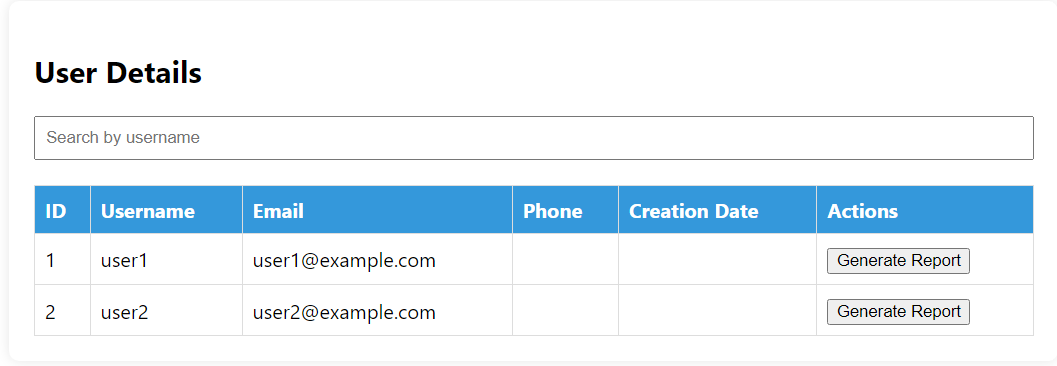 User Details
Search by username
ID Username Email Phone Creation Date Actions
1 user1 user1@example.com Generate Report
2 user2 user2@example.com Generate Report